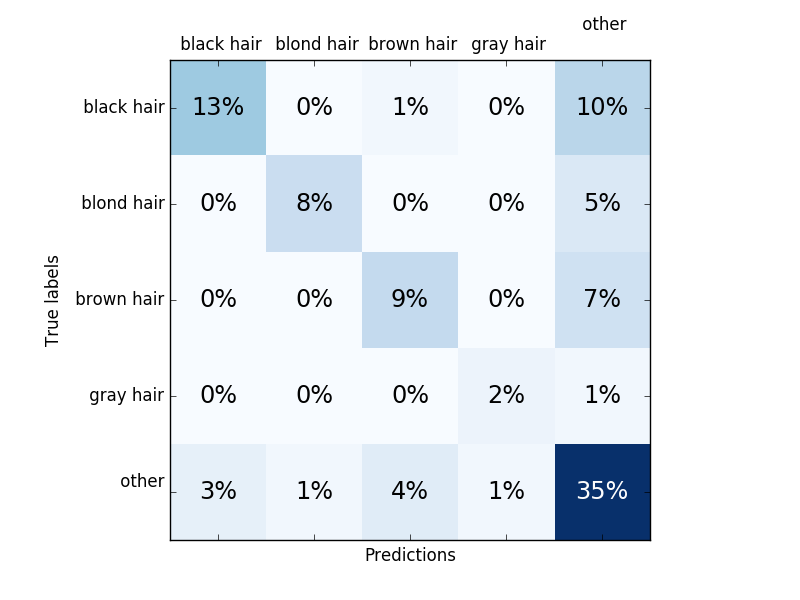 other
black hair blond hair brown hair gray hair
black hair 13% 0% 1% 0% 10%
blond hair 0% 8% 0% 0% 5%
brown hair 0% 0% 9% 0% 7%
gray hair 0% 0% 0% 2% 1%
other 3% 1% 4% 1% 35%
True labels
Predictions